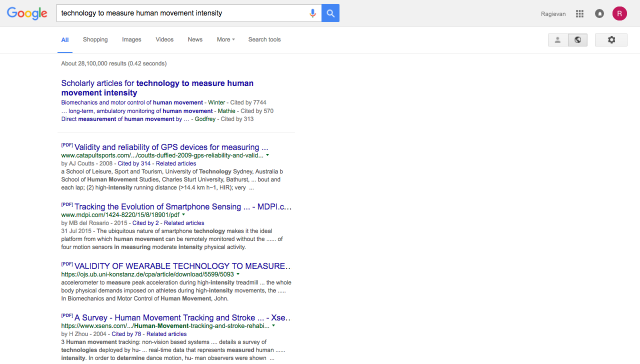 Google
technology to measure human movement intensity
Ragiavan
R
All Shopping Images Videos News More Search tools
About 28,100,000 results (0.42 seconds)
Scholarly articles for technology to measure human
movement intensity
Biomechanics and motor control of human movement - Winter - Cited by 7744
... long-term, ambulatory monitoring of human movement - Mathie - Cited by 570
Direct measurement of human movement by ... - Godfrey - Cited by 313
[PDF] Validity and reliability of GPS devices for measuring ...
www.catapultsports.com/.../coutts-duffied-2009-gps-reliability-and-valid...
by AJ Coutts - 2008 - Cited by 314 - Related articles
a School of Leisure, Sport and Tourism, University of Technology Sydney, Australia b
School of Human Movement Studies, Charles Sturt University, Bathurst, ... bout and
each lap; (2) high-intensity running distance (>14.4 km h−1, HIR); very ...
[PDF] Tracking the Evolution of Smartphone Sensing ... - MDPI.c...
www.mdpi.com/1424-8220/15/8/18901/pdf
by MB del Rosario - 2015 - Cited by 2 - Related articles
31 Jul 2015 - The ubiquitous nature of smartphone technology makes it the ideal
platform from which human movement can be remotely monitored without the ...... of
four motion sensors in measuring moderate intensity physical activity.
[PDF] VALIDITY OF WEARABLE TECHNOLOGY TO MEASURE...
https://ojs.ub.uni-konstanz.de/cpa/article/download/5599/5093
accelerometer to measure peak acceleration during high-intensity treadmill ... the whole
body physical demands imposed on athletes during high-intensity movements, the .....
In Biomechanics and Motor Control of Human Movement, John.
[PDF] A Survey - Human Movement Tracking and Stroke ... - Xse...
https://www.xsens.com/.../Human-Movement-tracking-and-stroke-rehabi...
by H Zhou - 2004 - Cited by 78 - Related articles
3 Human movement tracking: non-vision based systems .... details a survey of
technologies deployed by hu- ... real-time data that represents measured human ......
intensity. In order to determine dance motion, hu- man observers were shown ...